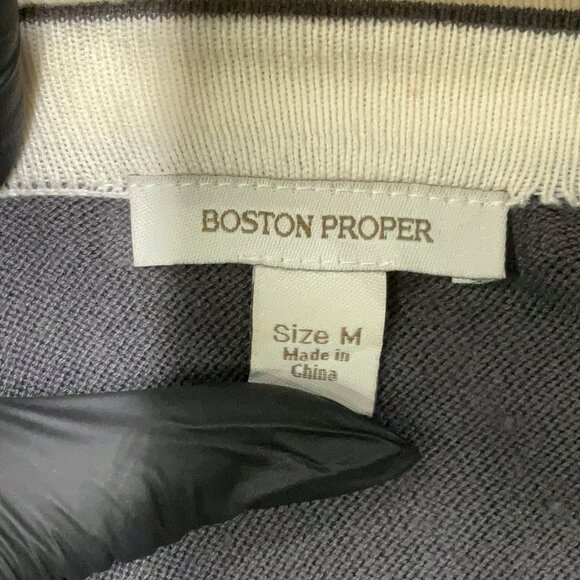 BOSTON PROPER
Size M
Made in
China